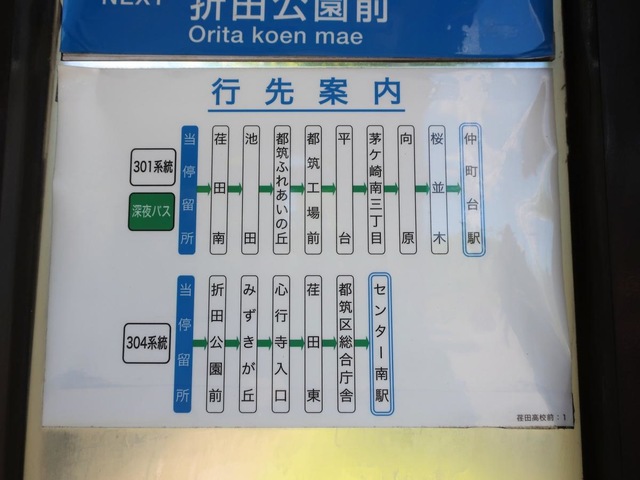 NEXT
折田公園前
Orita koen mae
行先案内
301系統
深夜バス
当停留所
荏田南
池田
都筑ふれあいの丘
都筑工場前
平台
茅ケ崎南三丁目
向原
桜並木
仲町台駅
304系統
当停留所
折田公園前
みずきが丘
心行寺入口
荏田東
都筑区総合庁舎
センター南駅
荏田高校前：1